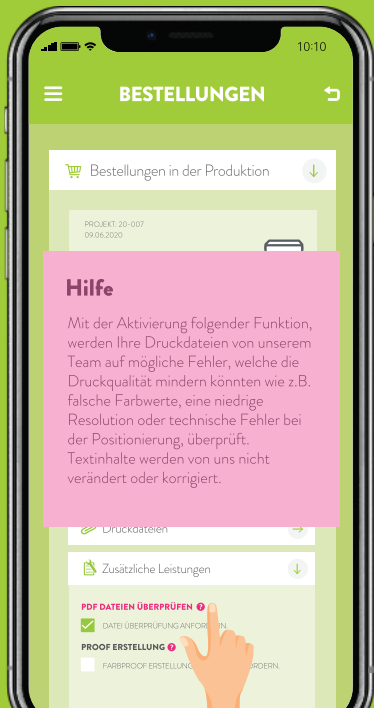 10:10
BESTELLUNGEN
Bestellungen in der Produktion
PROJEKT: 20-007
09.06.2020
Hilfe
Mit der Aktivierung folgender Funktion,
werden Ihre Druckdateien von unserem
Team auf mögliche Fehler, welche die
Druckqualität mindern könnten wie z.B.
falsche Farbwerte, eine niedrige
Resolution oder technische Fehler bei
der Positionierung, überprüft.
Textinhalte werden von uns nicht
verändert oder korrigiert.
Druckdateien
Zusätzliche Leistungen
PDF DATEIEN ÜBERPRÜFEN ?
DATEI ÜBERPRÜFUNG
PROOF ERSTELLUNG ?
FARBPROOF